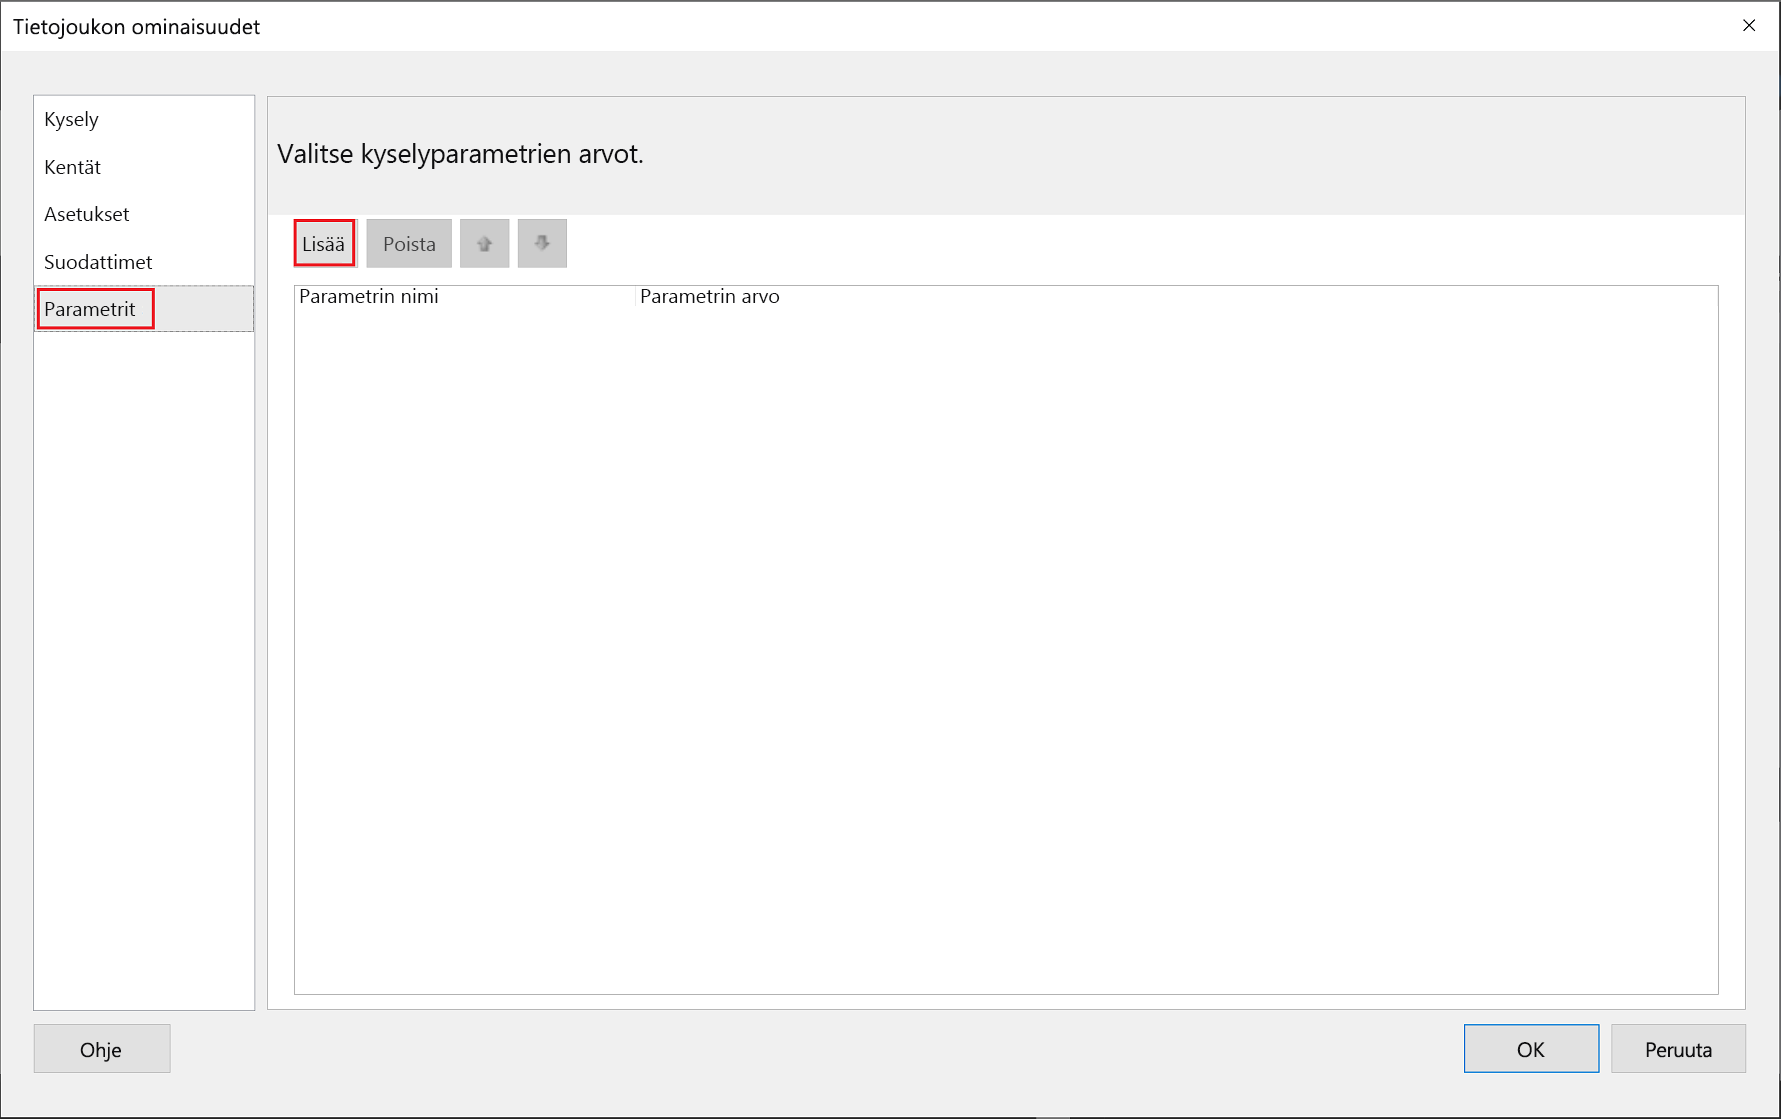 Tietojoukon ominaisuudet
Kysely
Kentät
Asetukset
Suodattimet
Parametrit
Valitse kyselyparametrien arvot.
Lisää Poista
Parametrin nimi Parametrin arvo
Ohje OK Peruuta